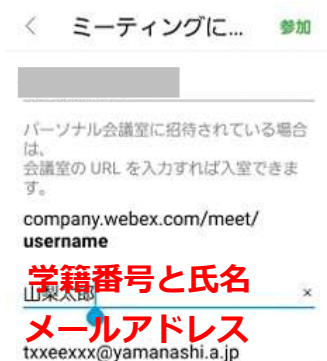 < ミーティングに... 参加
パーソナル会議室に招待されている場合
は、
会議室の URL を入力すれば入室できま
す。
company.webex.com/meet/
username
学籍番号と氏名
山梨太郎 ×
メールアドレス
txxeexxx@yamanashi.a.jp